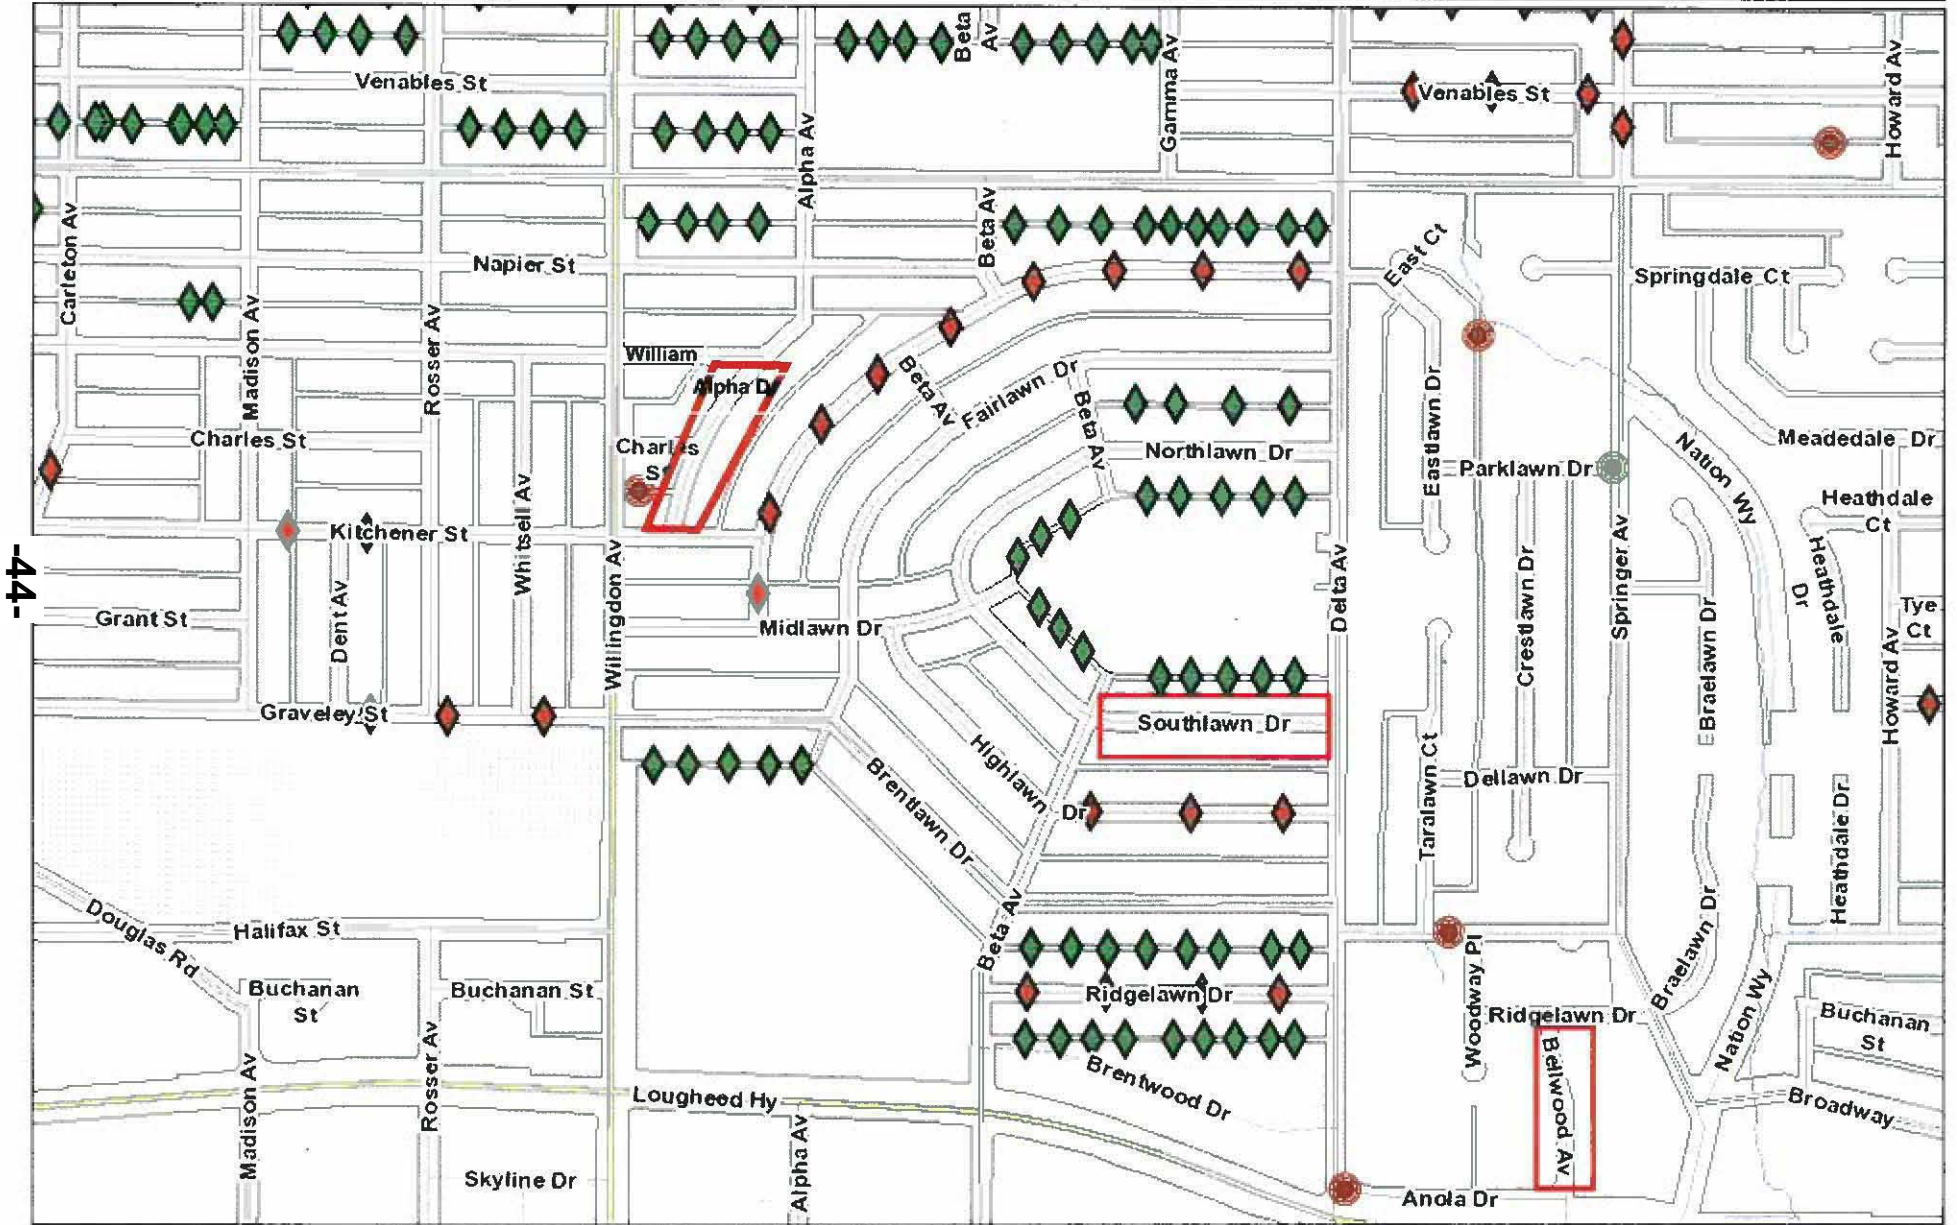 Beta
Av
Venables St
Gamma Av
Venables St
Howard Av
Alpha Av
Carleton Av
Napier St
Beta Av
East Ct
Springdale Ct
Madison Av
Rosser Av
William
Alpha D
Beta Av
Fairlawn Dr
Beta Av
Eastlawn Dr
Charles St
Charles
St
Northlawn Dr
Parklawn Dr
Nation Wy
Meadedale Dr
Heathdale
Ct
Whitsell Av
Kitchener St
Willingdon Av
Delta Av
Crestlawn Dr
Springer Av
Heathdale
Dr
-44-
Grant St
Dent Av
Midlawn Dr
Braelawn Dr
Tye
Ct
Howard Av
Graveley St
Southlawn Dr
Highlawn
Dr
Brentlawn Dr
Taralawn Ct
Dellawn Dr
Heathdale Dr
Douglas Rd
Halifax St
Beta Av
Braelawn Dr
Buchanan
St
Buchanan St
Ridgelawn Dr
Woodway Pl
Ridgelawn Dr
Nation Wy
Buchanan
St
Madison Av
Rosser Av
Lougheed Hy
Brentwood Dr
Bellwood Av
Broadway
Alpha Av
Skyline Dr
Anola Dr